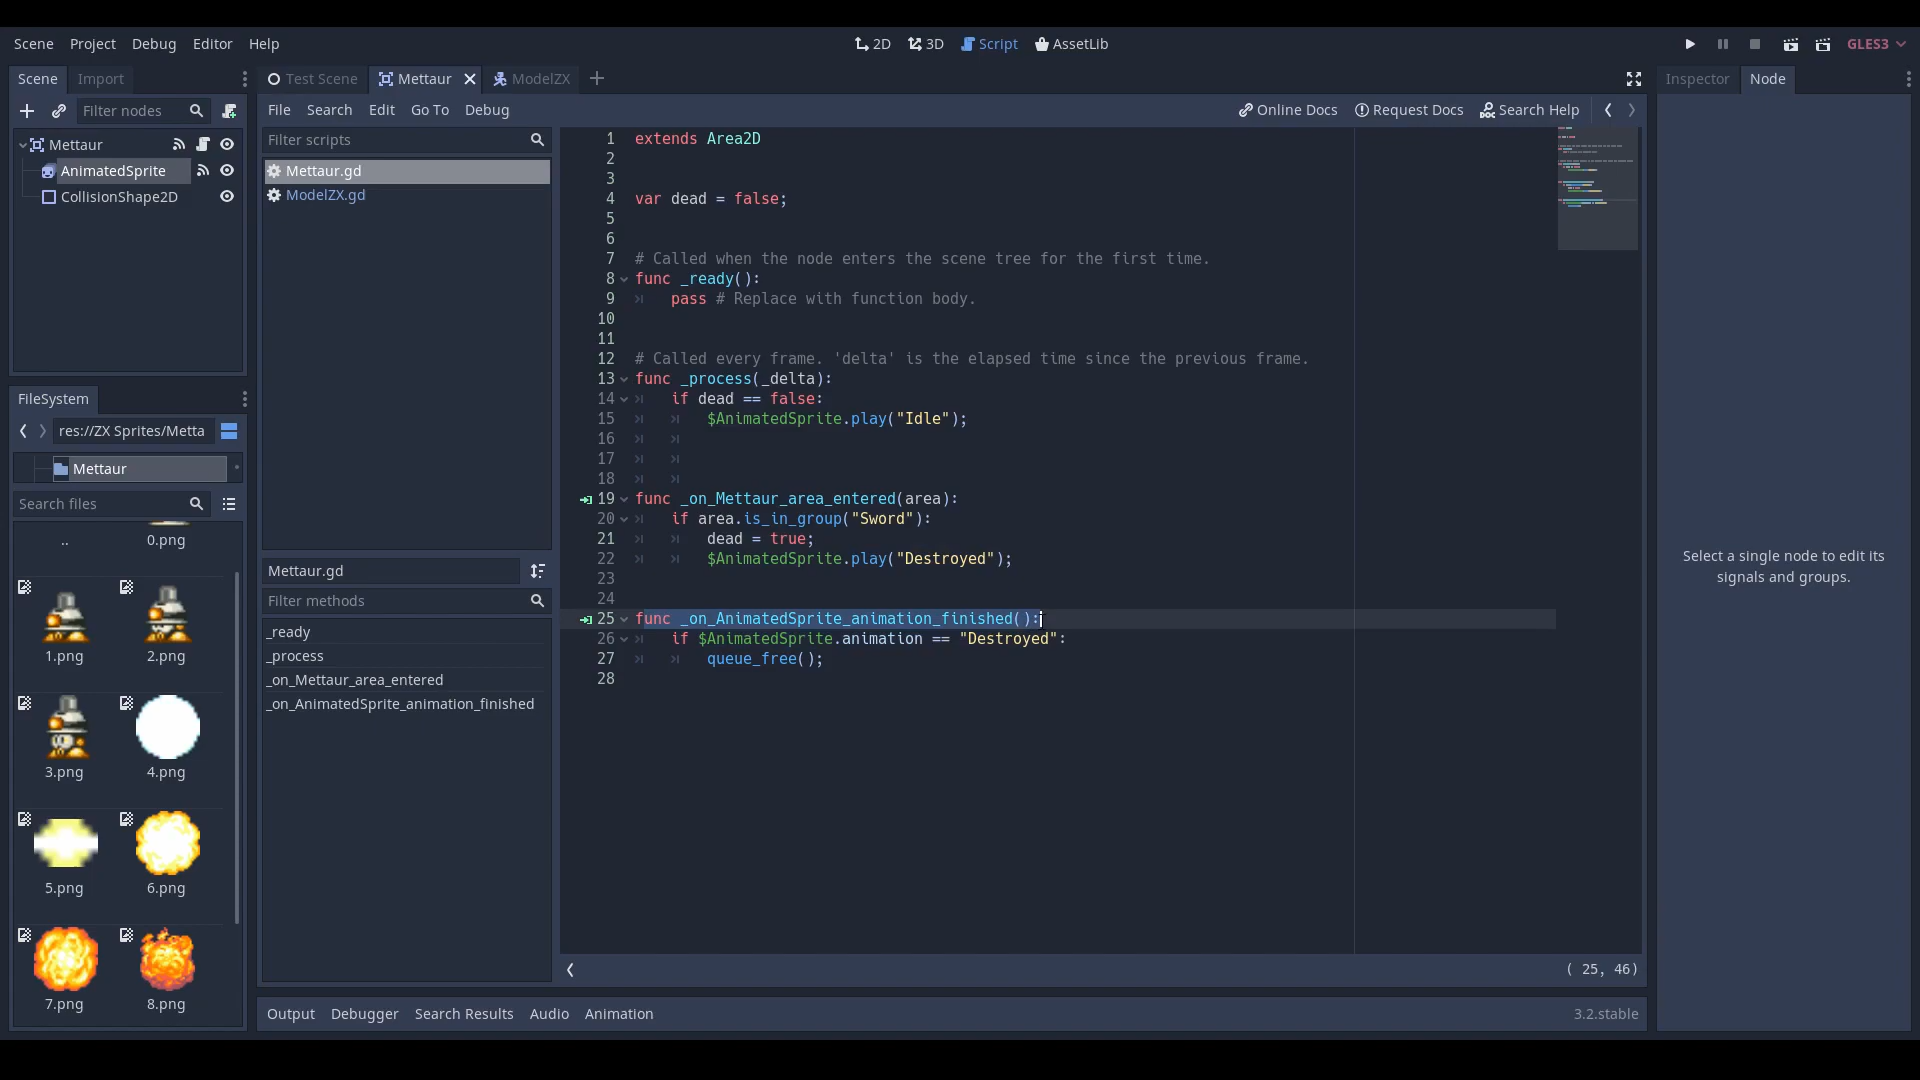 Scene Project Debug Editor Help 2D 3D Script AssetLib GLES3
Scene Import Test Scene Mettaur ModelZX Inspector Node
Filter nodes File Search Edit Go To Debug Online Docs Request Docs Search Help
Mettaur
AnimatedSprite
CollisionShape2D
Filter scripts
Mettaur.gd
ModelZX.gd
FileSystem
res://ZX Sprites/Metta
Mettaur
Search files
..
0.png
1.png
2.png
3.png
4.png
5.png
6.png
7.png
8.png
Mettaur.gd
Filter methods
_ready
_process
_on_Mettaur_area_entered
_on_AnimatedSprite_animation_finished
1 extends Area2D
2
3
4 var dead = false;
5
6
7 # Called when the node enters the scene tree for the first time.
8 func _ready():
9 pass # Replace with function body.
10
11
12 # Called every frame. 'delta' is the elapsed time since the previous frame.
13 func _process(_delta):
14 if dead == false:
15 $AnimatedSprite.play("Idle");
16
17
18
19 func _on_Mettaur_area_entered(area):
20 if area.is_in_group("Sword"):
21 dead = true;
22 $AnimatedSprite.play("Destroyed");
23
24
25 func _on_AnimatedSprite_animation_finished():
26 if $AnimatedSprite.animation == "Destroyed":
27 queue_free();
28
( 25, 46)
Output Debugger Search Results Audio Animation 3.2.stable
Select a single node to edit its
signals and groups.